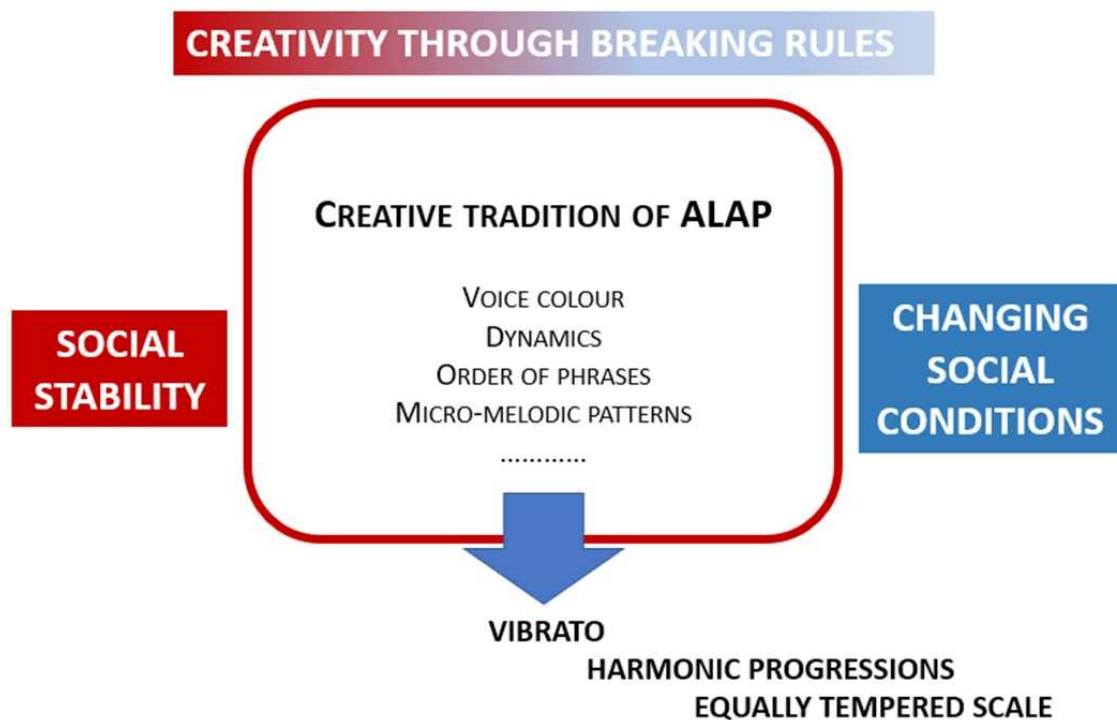 CREATIVITY THROUGH BREAKING RULES
CREATIVE TRADITION OF ALAP
VOICE COLOUR
DYNAMICS
ORDER OF PHRASES
MICRO-MELODIC PATTERNS
............
SOCIAL
STABILITY
CHANGING
SOCIAL
CONDITIONS
VIBRATO
HARMONIC PROGRESSIONS
EQUALLY TEMPERED SCALE